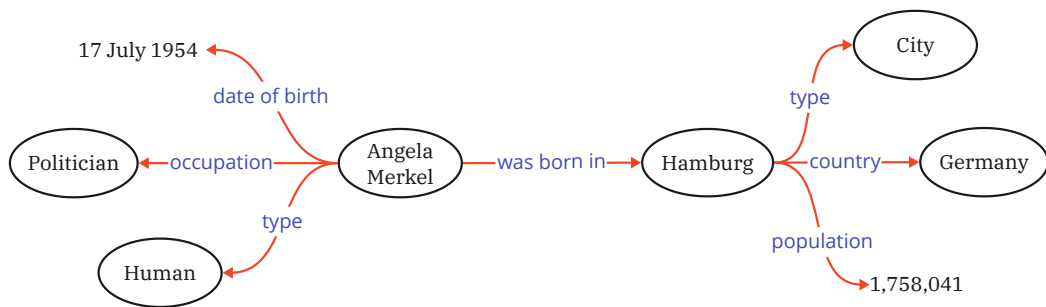 City
17 July 1954
date of birth
type
Politician
occupation
Angela
Merkel
was born in
Hamburg
country
Germany
type
population
Human
1,758,041